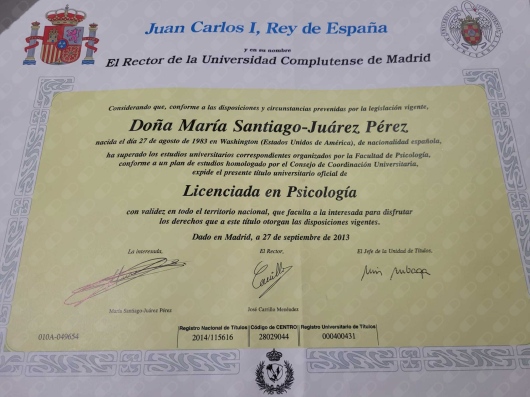 Juan Carlos I, Rey de España
y en su nombre
El Rector de la Universidad Complutense de Madrid
Considerando que, conforme a las disposiciones y circunstancias prevenidas por la legislación vigente,
Doña María Santiago-Juárez Pérez
nacida el día 27 de agosto de 1983 en Washington (Estados Unidos de América), de nacionalidad española,
ha superado los estudios universitarios correspondientes organizados por la Facultad de Psicología,
conforme a un plan de estudios homologado por el Consejo de Coordinación Universitaria,
expide el presente título universitario oficial de
Licenciada en Psicología
con validez en todo el territorio nacional, que faculta a la interesada para disfrutar
los derechos que a este título otorgan las disposiciones vigentes.
Dado en Madrid, a 27 de septiembre de 2013
La interesada, El Rector, El Jefe de la Unidad de Títulos,
María Santiago-Juárez Pérez José Carrillo Menéndez
Registro Nacional de Títulos Código de CENTRO Registro Universitario de Títulos
010A-049654 2014/115616 28029044 000400431